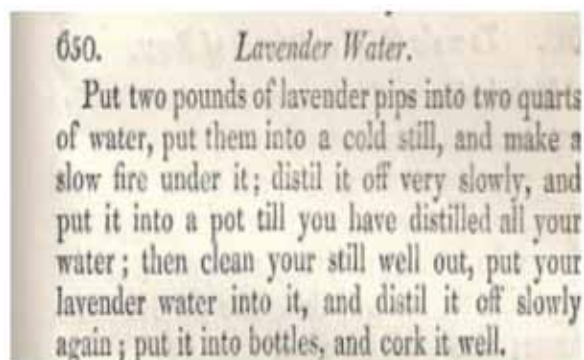 650. Lavender Water.
Put two pounds of lavender pips into two quarts
of water, put them into a cold still, and make a
slow fire under it; distil it off very slowly, and
put it into a pot till you have distilled all your
water; then clean your still well out, put your
lavender water into it, and distil it off slowly
again; put it into bottles, and cork it well.